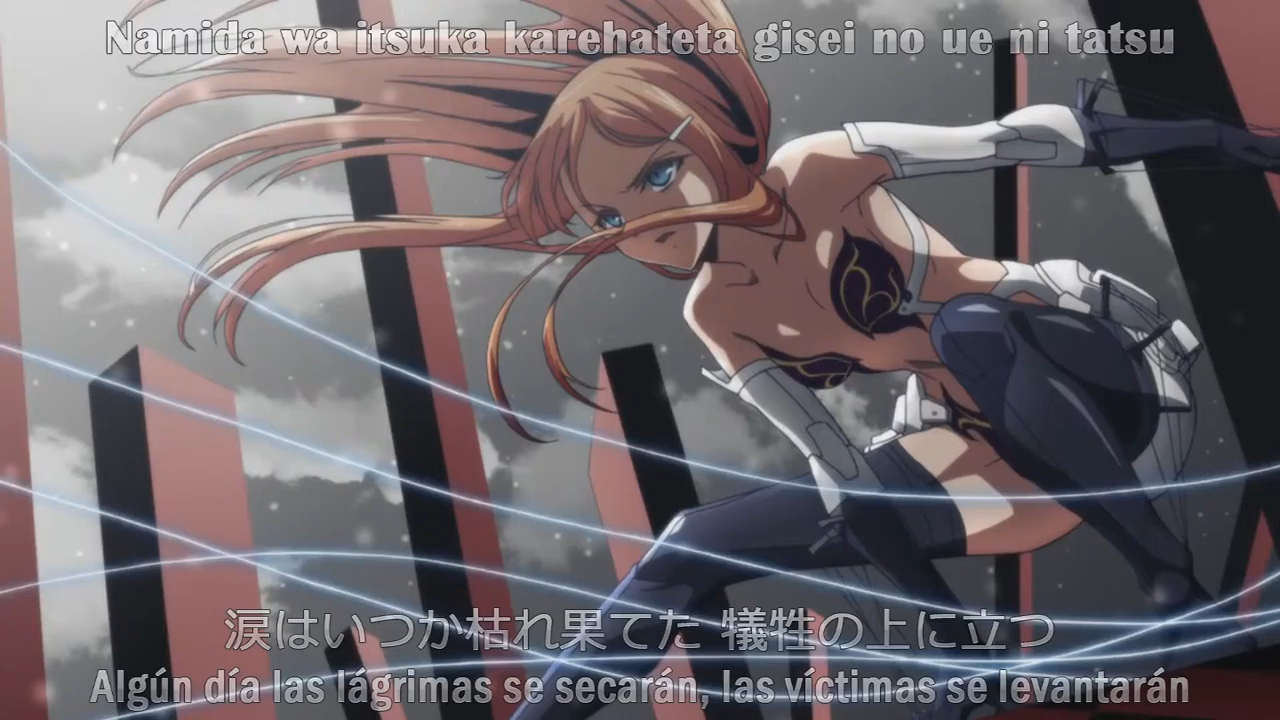 Namida wa itsuka karehateta gisei no ue ni tatsu
涙はいつか枯れ果てた 犠牲の上に立つ
Algún día las lágrimas se secarán, las víctimas se levantarán